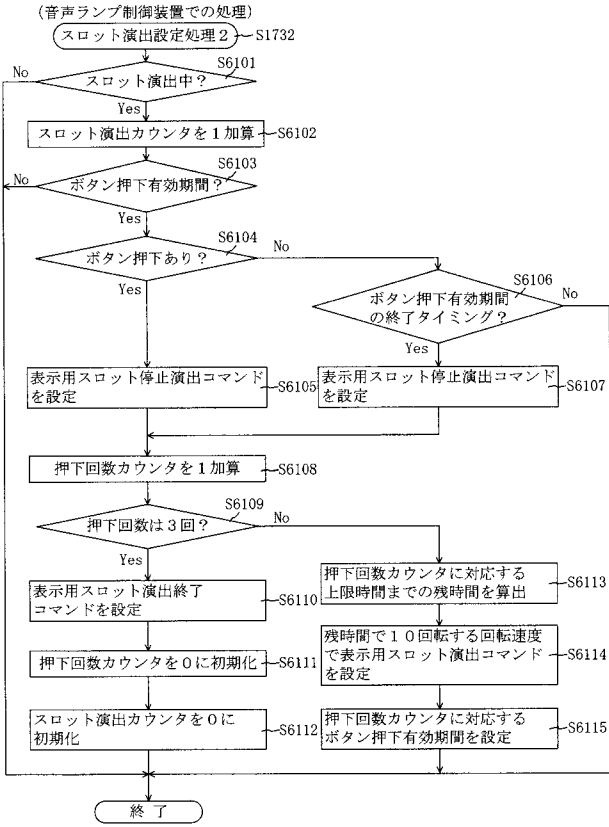 (音声ランプ制御装置での処理)
スロット演出設定処理2
S1732
S6101
No
スロット演出中?
Yes
スロット演出カウンタを1加算
S6102
S6103
No
ボタン押下有効期間?
Yes
S6104
ボタン押下あり?
No
Yes
S6106
ボタン押下有効期間
の終了タイミング?
No
Yes
表示用スロット停止演出コマンド
を設定
S6105
表示用スロット停止演出コマンド
を設定
S6107
押下回数カウンタを1加算
S6108
S6109
押下回数は3回?
No
Yes
表示用スロット演出終了
コマンドを設定
S6110
押下回数カウンタに対応する
上限時間までの残時間を算出
S6113
押下回数カウンタを0に初期化
S6111
残時間で10回転する回転速度
で表示用スロット演出コマンド
を設定
S6114
スロット演出カウンタを0に
初期化
S6112
押下回数カウンタに対応する
ボタン押下有効期間を設定
S6115
終了